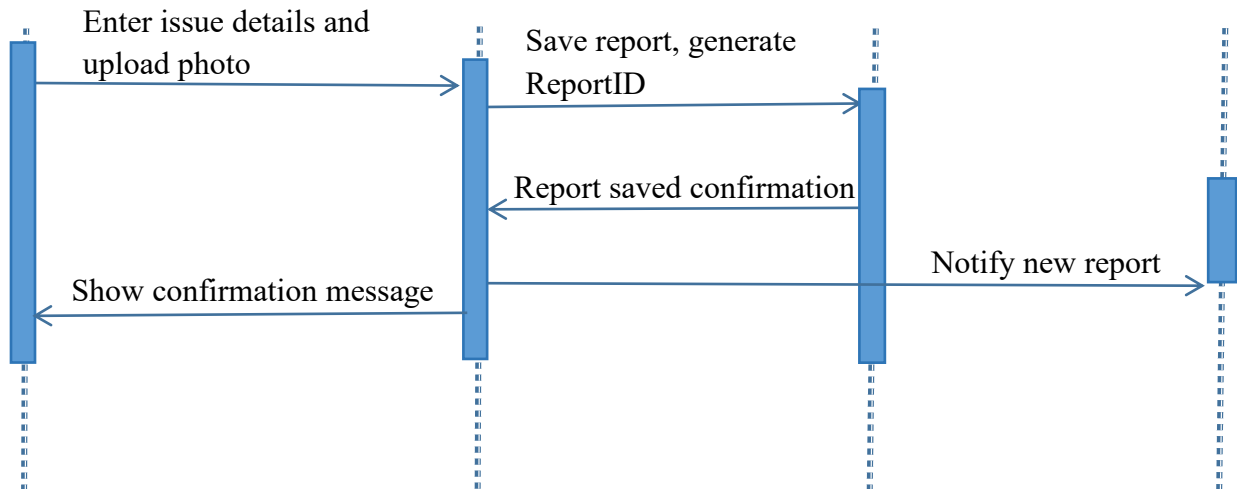 Enter issue details and
upload photo
Save report, generate
ReportID
Report saved confirmation
Notify new report
Show confirmation message